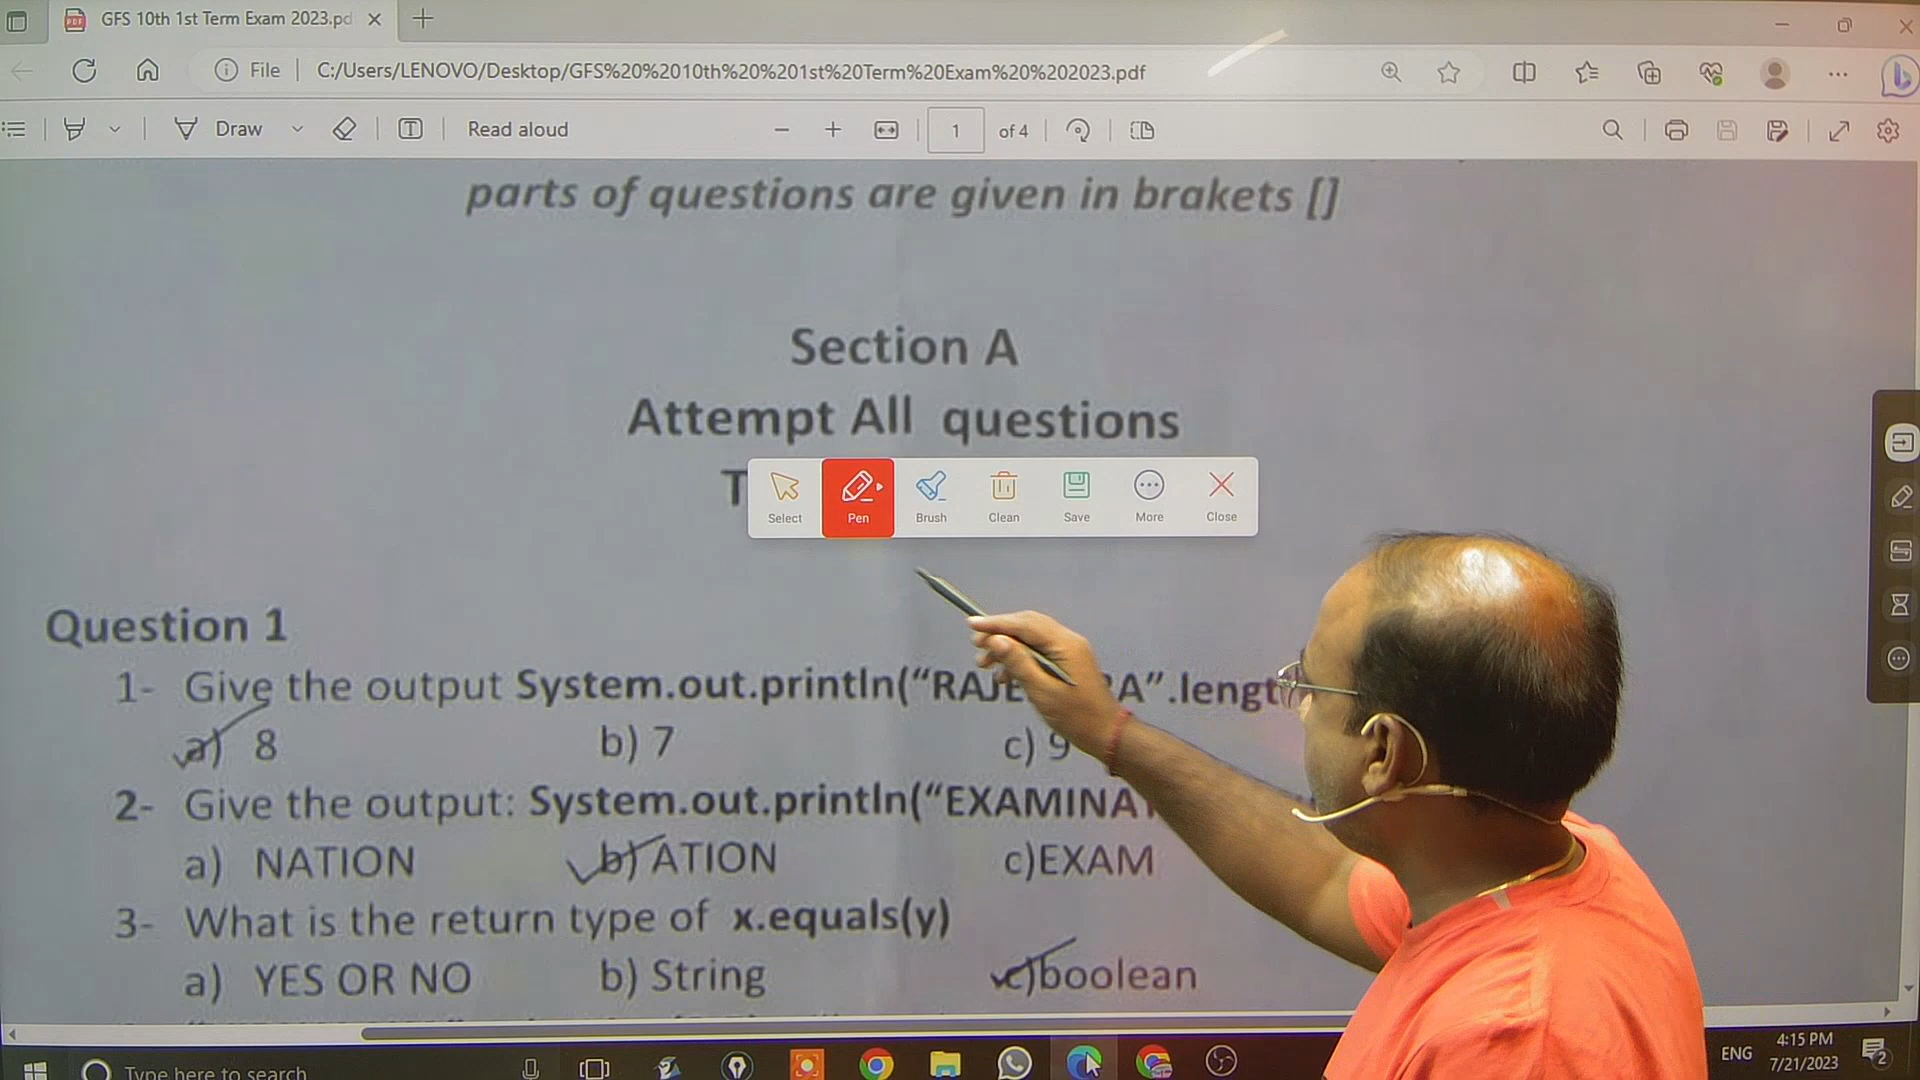 GFS 10th 1st Term Exam 2023.pd
File
C:/Users/LENOVO/Desktop/GFS%20%2010th%20%201st%20Term%20Exam%20%202023.pdf
Draw
Read aloud
1 of 4
parts of questions are given in brakets []
Section A
Attempt All questions
T
Select Pen Brush Clean Save More Close
Question 1
1- Give the output System.out.println("RAJE RA".lengt
a) 8 b) 7 c) 9
2- Give the output: System.out.println("EXAMINAT
a) NATION b) ATION c)EXAM
3- What is the return type of x.equals(y)
a) YES OR NO b) String c)boolean
Type here to search
ENG
4:15 PM
7/21/2023
2